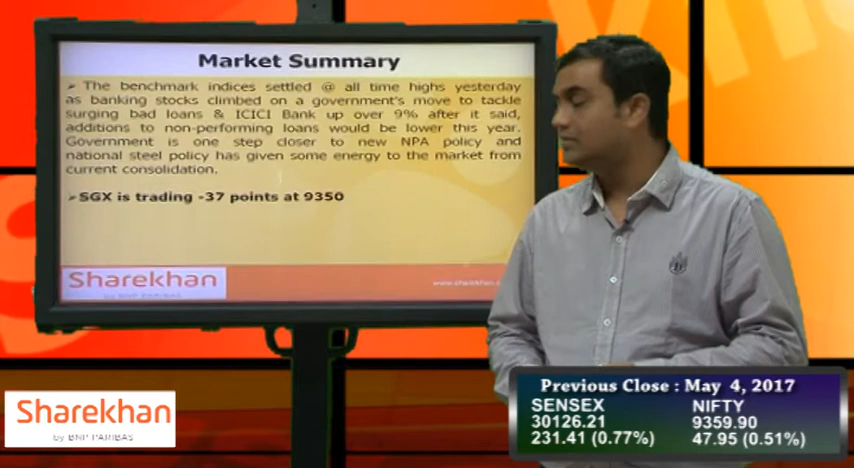 Market Summary
➢ The benchmark indices settled @ all time highs yesterday
as banking stocks climbed on a government's move to tackle
surging bad loans & ICICI Bank up over 9% after it said,
additions to non-performing loans would be lower this year.
Government is one step closer to new NPA policy and
national steel policy has given some energy to the market from
current consolidation.
➢SGX is trading -37 points at 9350
Sharekhan
by BNP PARIBAS
Previous Close : May 4, 2017
SENSEX NIFTY
30126.21 9359.90
231.41 (0.77%) 47.95 (0.51%)
Sharekhan
by BNP PARIBAS